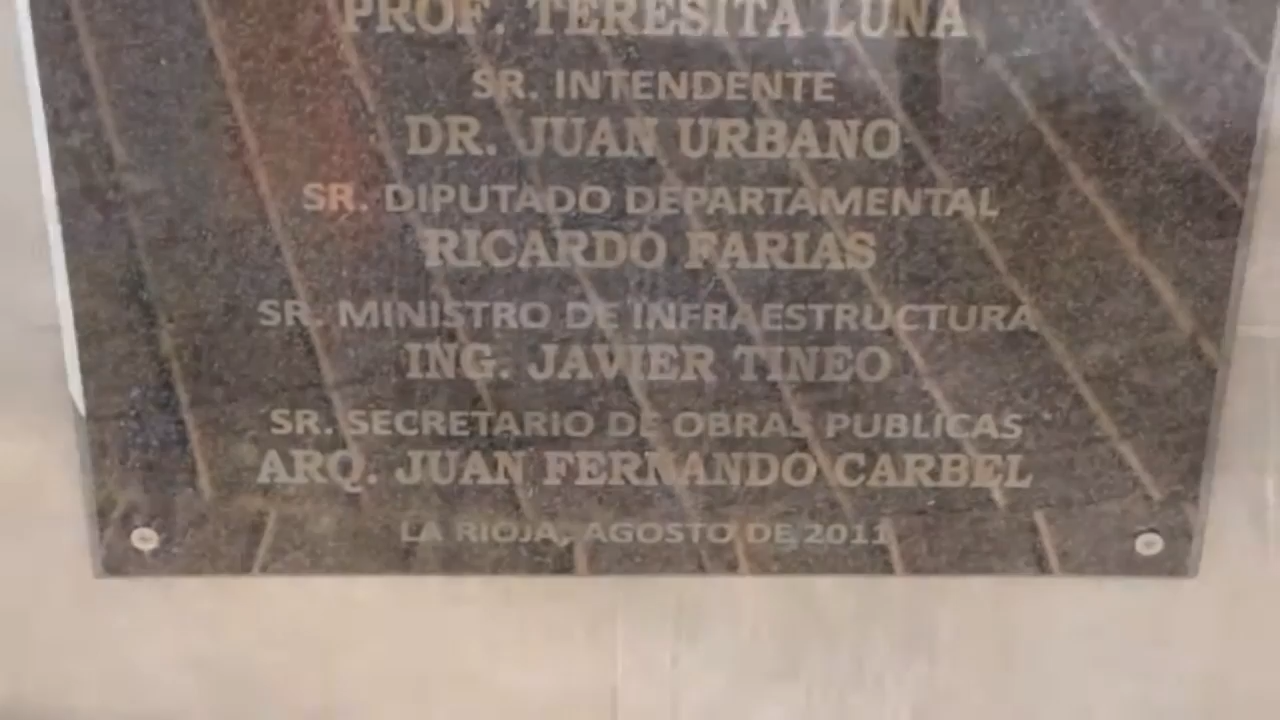 PROF. TERESITA LUNA
SR. INTENDENTE
DR. JUAN URBANO
SR. DIPUTADO DEPARTAMENTAL
RICARDO FARIAS
SR. MINISTRO DE INFRAESTRUCTURA
ING. JAVIER TINEO
SR. SECRETARIO DE OBRAS PUBLICAS
ARQ. JUAN FERNANDO CARBEL
LA RIOJA, AGOSTO DE 2011